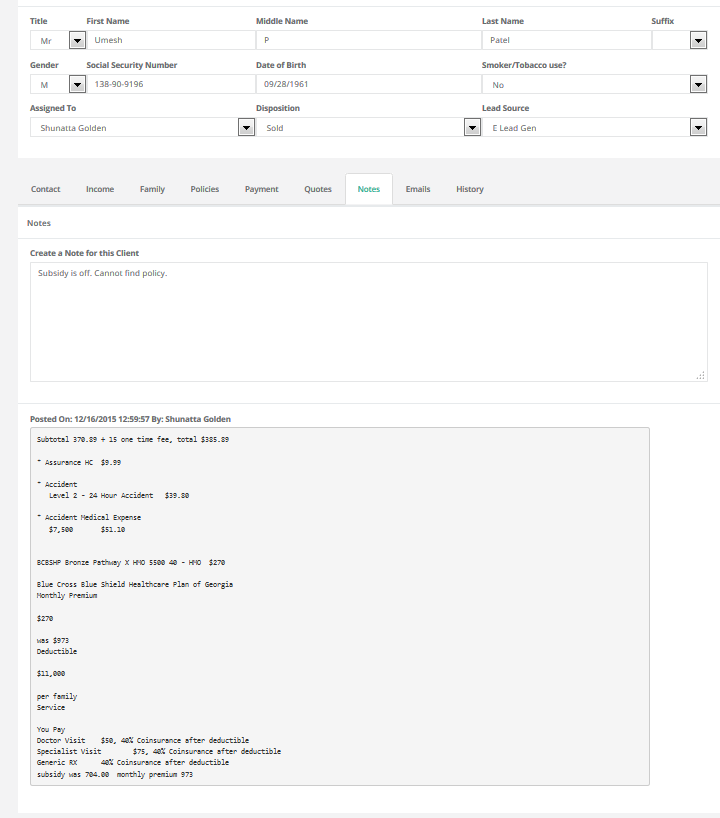 Title First Name Middle Name Last Name Suffix
Mr Umesh P Patel
Gender Social Security Number Date of Birth Smoker/Tobacco use?
M 138-90-9196 09/28/1961 No
Assigned To Disposition Lead Source
Shunatta Golden Sold E Lead Gen
Contact Income Family Policies Payment Quotes Notes Emails History
Notes
Create a Note for this Client
Subsidy is off. Cannot find policy.
Posted On: 12/16/2015 12:59:57 By: Shunatta Golden
Subtotal 370.89 + 15 one time fee, total $385.89
* Assurance HC $9.99
* Accident
Level 2 - 24 Hour Accident $39.80
* Accident Medical Expense
$7,500 $51.10
BCBSHP Bronze Pathway X HMO 5500 40 - HMO $270
Blue Cross Blue Shield Healthcare Plan of Georgia
Monthly Premium
$270
was $973
Deductible
$11,000
per family
Service
You Pay
Doctor Visit $50, 40% Coinsurance after deductible
Specialist Visit $75, 40% Coinsurance after deductible
Generic RX 40% Coinsurance after deductible
subsidy was 704.00 monthly premium 973